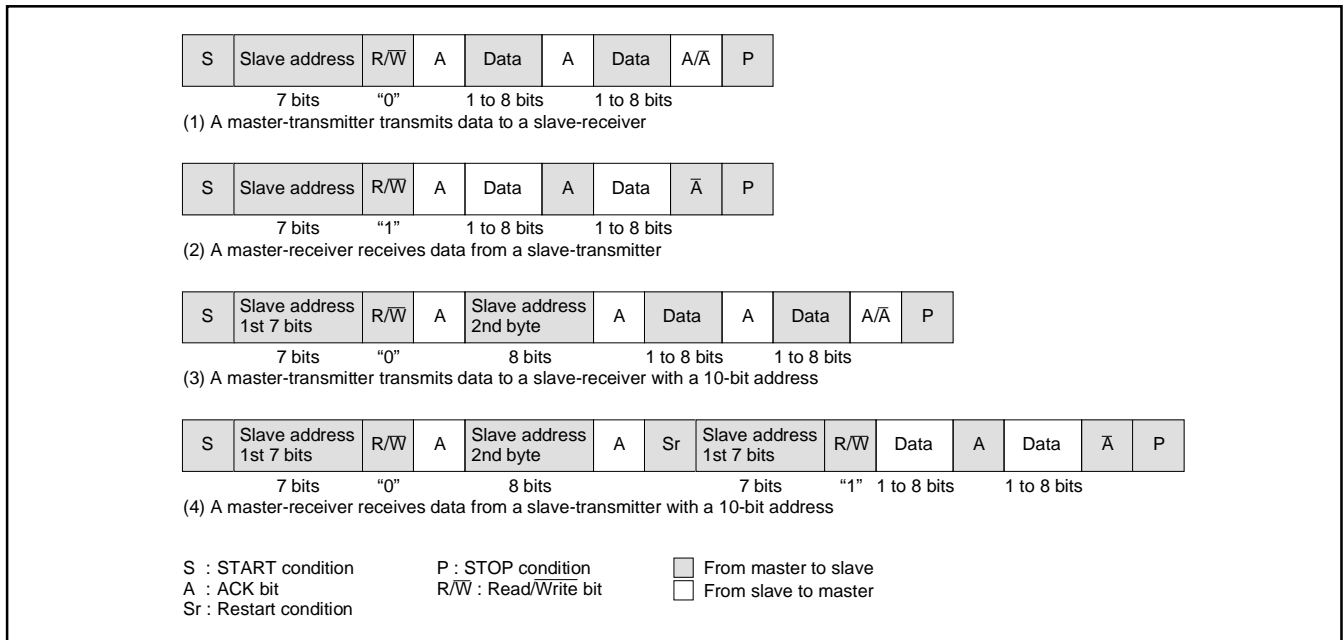 S Slave address R/W̅ A Data A Data A/A̅ P
7 bits “0” 1 to 8 bits 1 to 8 bits
(1) A master-transmitter transmits data to a slave-receiver
S Slave address R/W̅ A Data A Data A̅ P
7 bits “1” 1 to 8 bits 1 to 8 bits
(2) A master-receiver receives data from a slave-transmitter
S Slave address 1st 7 bits R/W̅ A Slave address 2nd byte A Data A Data A/A̅ P
7 bits “0” 8 bits 1 to 8 bits 1 to 8 bits
(3) A master-transmitter transmits data to a slave-receiver with a 10-bit address
S Slave address 1st 7 bits R/W̅ A Slave address 2nd byte A Sr Slave address 1st 7 bits R/W̅ Data A Data A̅ P
7 bits “0” 8 bits 7 bits “1” 1 to 8 bits 1 to 8 bits
(4) A master-receiver receives data from a slave-transmitter with a 10-bit address
S : START condition P : STOP condition From master to slave
A : ACK bit R/W̅ : Read/W̅r̅i̅t̅e̅ bit From slave to master
Sr : Restart condition